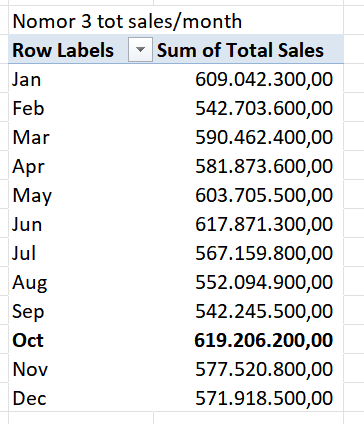 Nomor 3 tot sales/month
Row Labels Sum of Total Sales
Jan 609.042.300,00
Feb 542.703.600,00
Mar 590.462.400,00
Apr 581.873.600,00
May 603.705.500,00
Jun 617.871.300,00
Jul 567.159.800,00
Aug 552.094.900,00
Sep 542.245.500,00
Oct 619.206.200,00
Nov 577.520.800,00
Dec 571.918.500,00